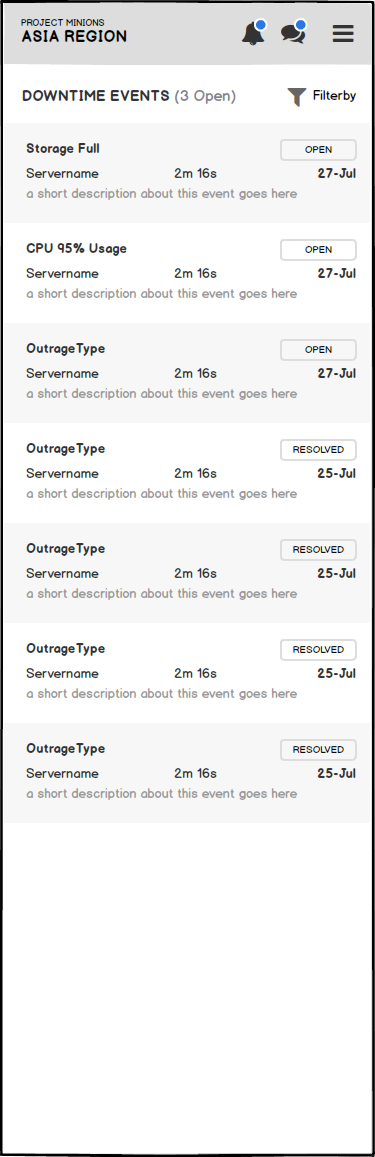 PROJECT MINIONS
ASIA REGION
DOWNTIME EVENTS (3 Open) Filterby
Storage Full OPEN
Servername 2m 16s 27-Jul
a short description about this event goes here
CPU 95% Usage OPEN
Servername 2m 16s 27-Jul
a short description about this event goes here
OutrageType OPEN
Servername 2m 16s 27-Jul
a short description about this event goes here
OutrageType RESOLVED
Servername 2m 16s 25-Jul
a short description about this event goes here
OutrageType RESOLVED
Servername 2m 16s 25-Jul
a short description about this event goes here
OutrageType RESOLVED
Servername 2m 16s 25-Jul
a short description about this event goes here
OutrageType RESOLVED
Servername 2m 16s 25-Jul
a short description about this event goes here